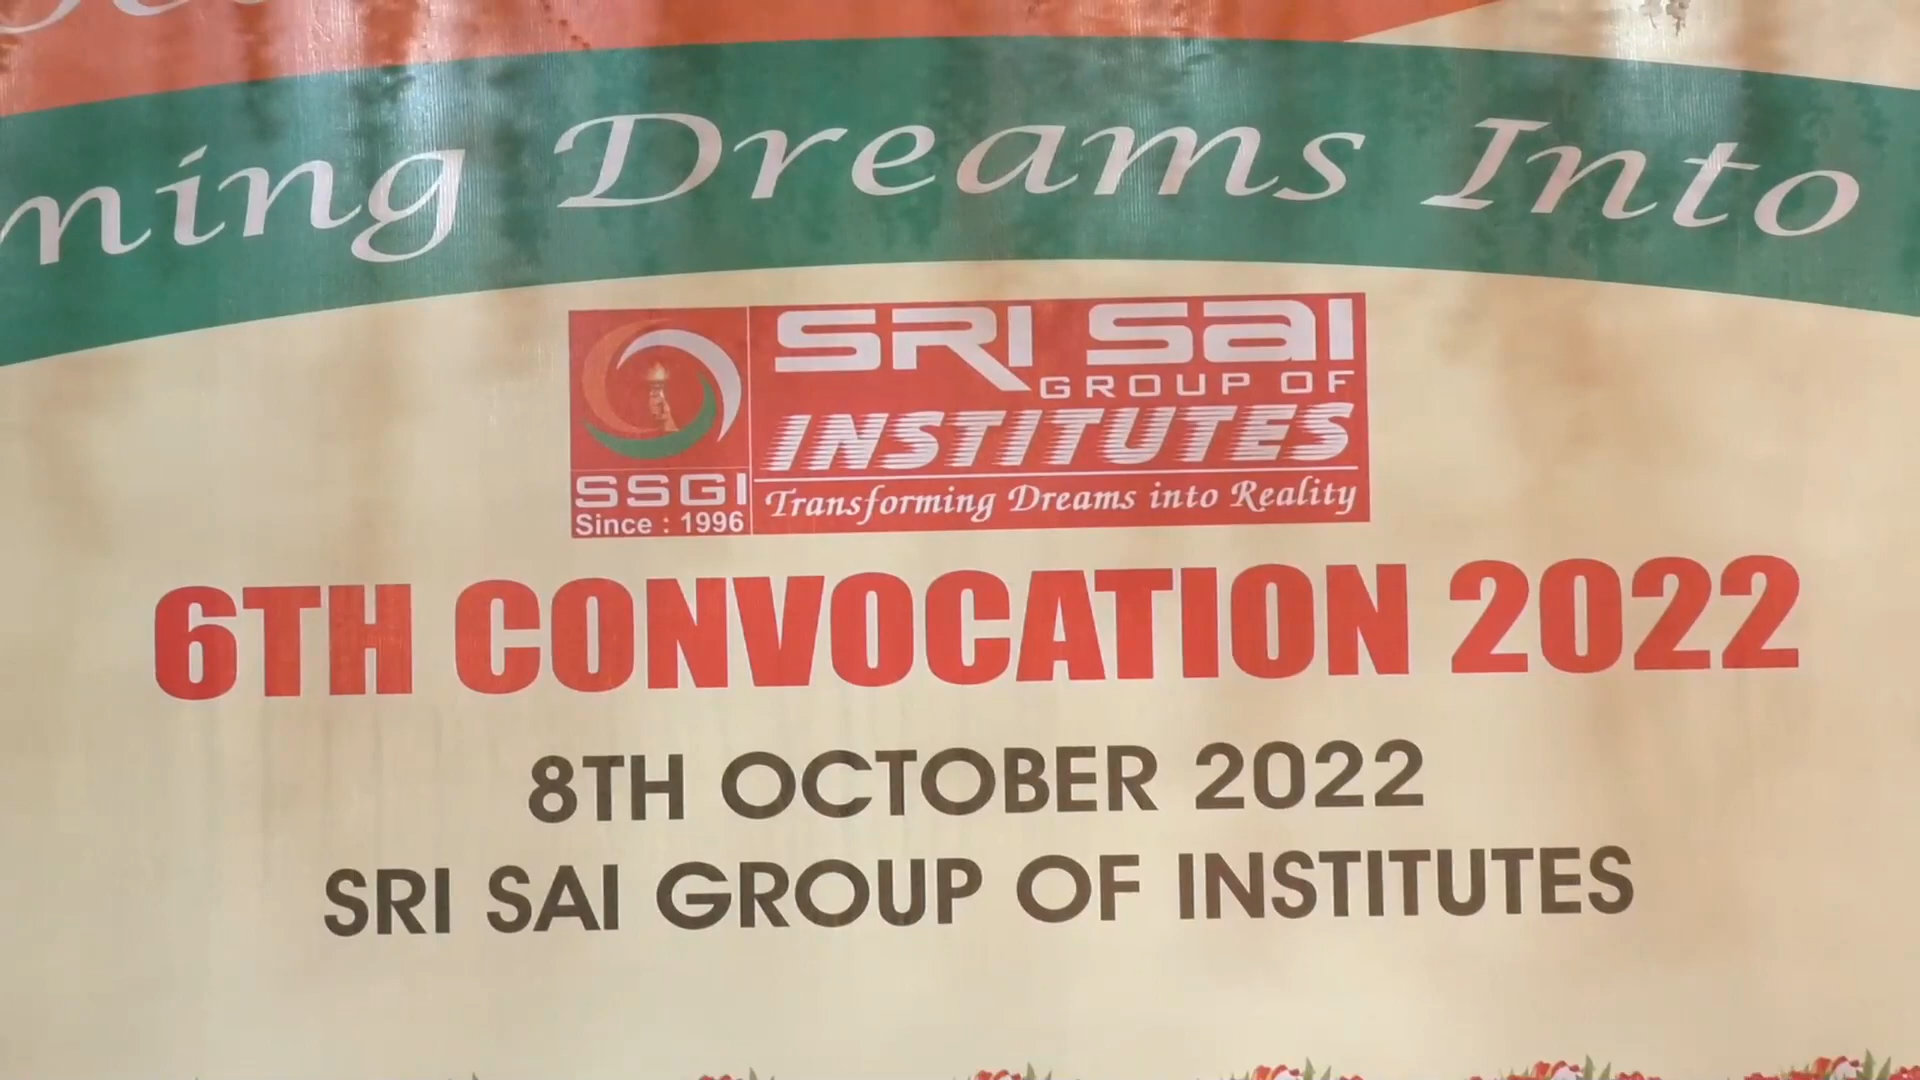 ming Dreams Into
SRI SAI
GROUP OF
INSTITUTES
SSGI
Since : 1996
Transforming Dreams into Reality
6TH CONVOCATION 2022
8TH OCTOBER 2022
SRI SAI GROUP OF INSTITUTES